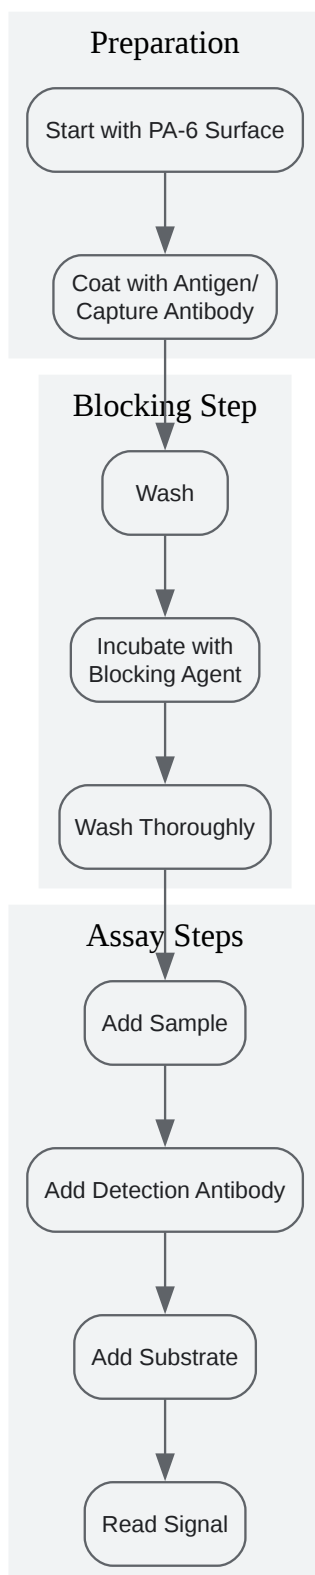 Preparation
Start with PA-6 Surface
Coat with Antigen/
Capture Antibody
Blocking Step
Wash
Incubate with
Blocking Agent
Wash Thoroughly
Assay Steps
Add Sample
Add Detection Antibody
Add Substrate
Read Signal